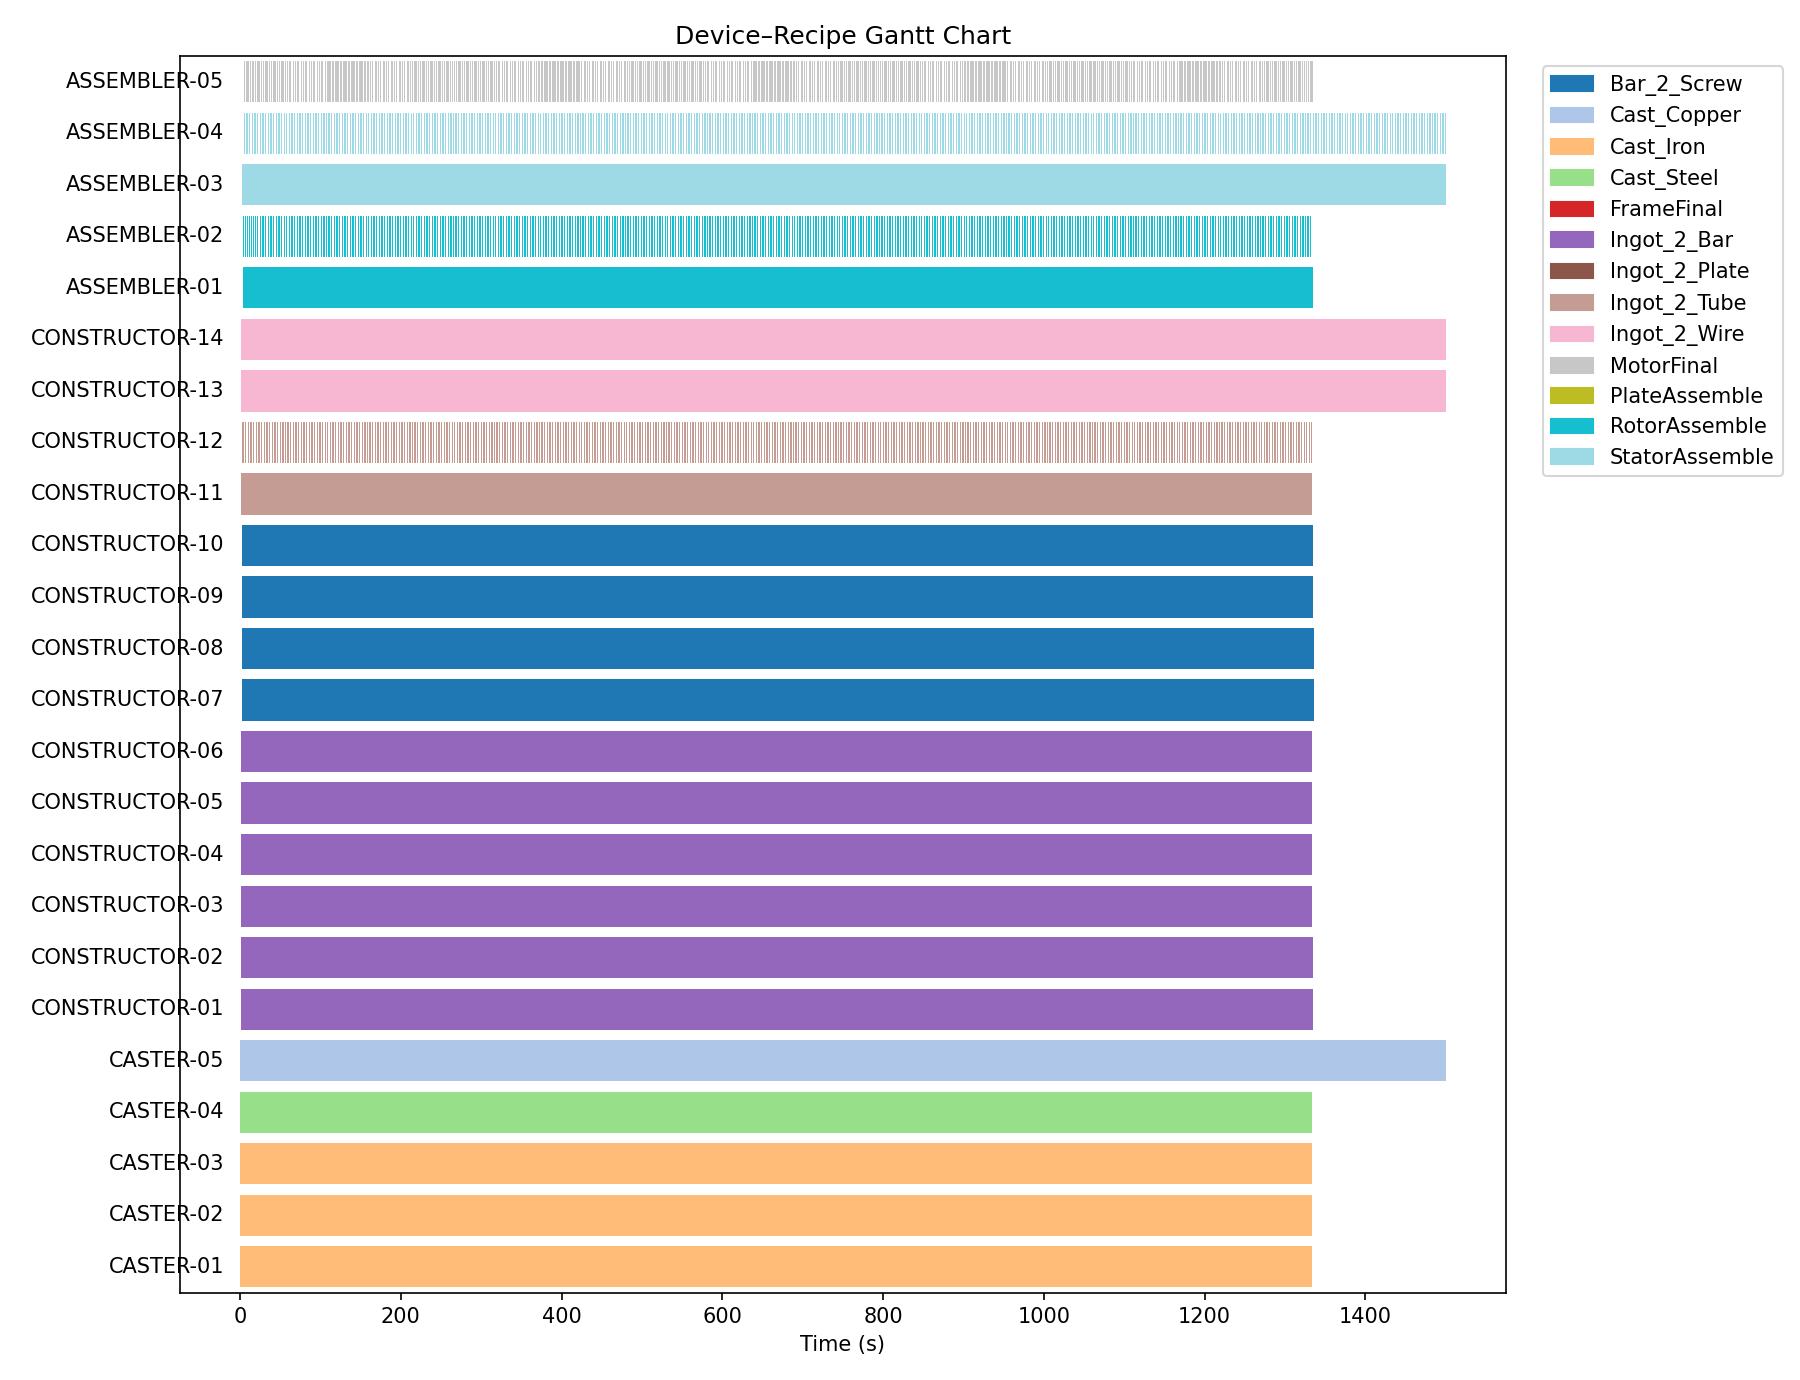 Device–Recipe Gantt Chart
ASSEMBLER-05
ASSEMBLER-04
ASSEMBLER-03
ASSEMBLER-02
ASSEMBLER-01
CONSTRUCTOR-14
CONSTRUCTOR-13
CONSTRUCTOR-12
CONSTRUCTOR-11
CONSTRUCTOR-10
CONSTRUCTOR-09
CONSTRUCTOR-08
CONSTRUCTOR-07
CONSTRUCTOR-06
CONSTRUCTOR-05
CONSTRUCTOR-04
CONSTRUCTOR-03
CONSTRUCTOR-02
CONSTRUCTOR-01
CASTER-05
CASTER-04
CASTER-03
CASTER-02
CASTER-01
0 200 400 600 800 1000 1200 1400
Time (s)
Bar_2_Screw
Cast_Copper
Cast_Iron
Cast_Steel
FrameFinal
Ingot_2_Bar
Ingot_2_Plate
Ingot_2_Tube
Ingot_2_Wire
MotorFinal
PlateAssemble
RotorAssemble
StatorAssemble